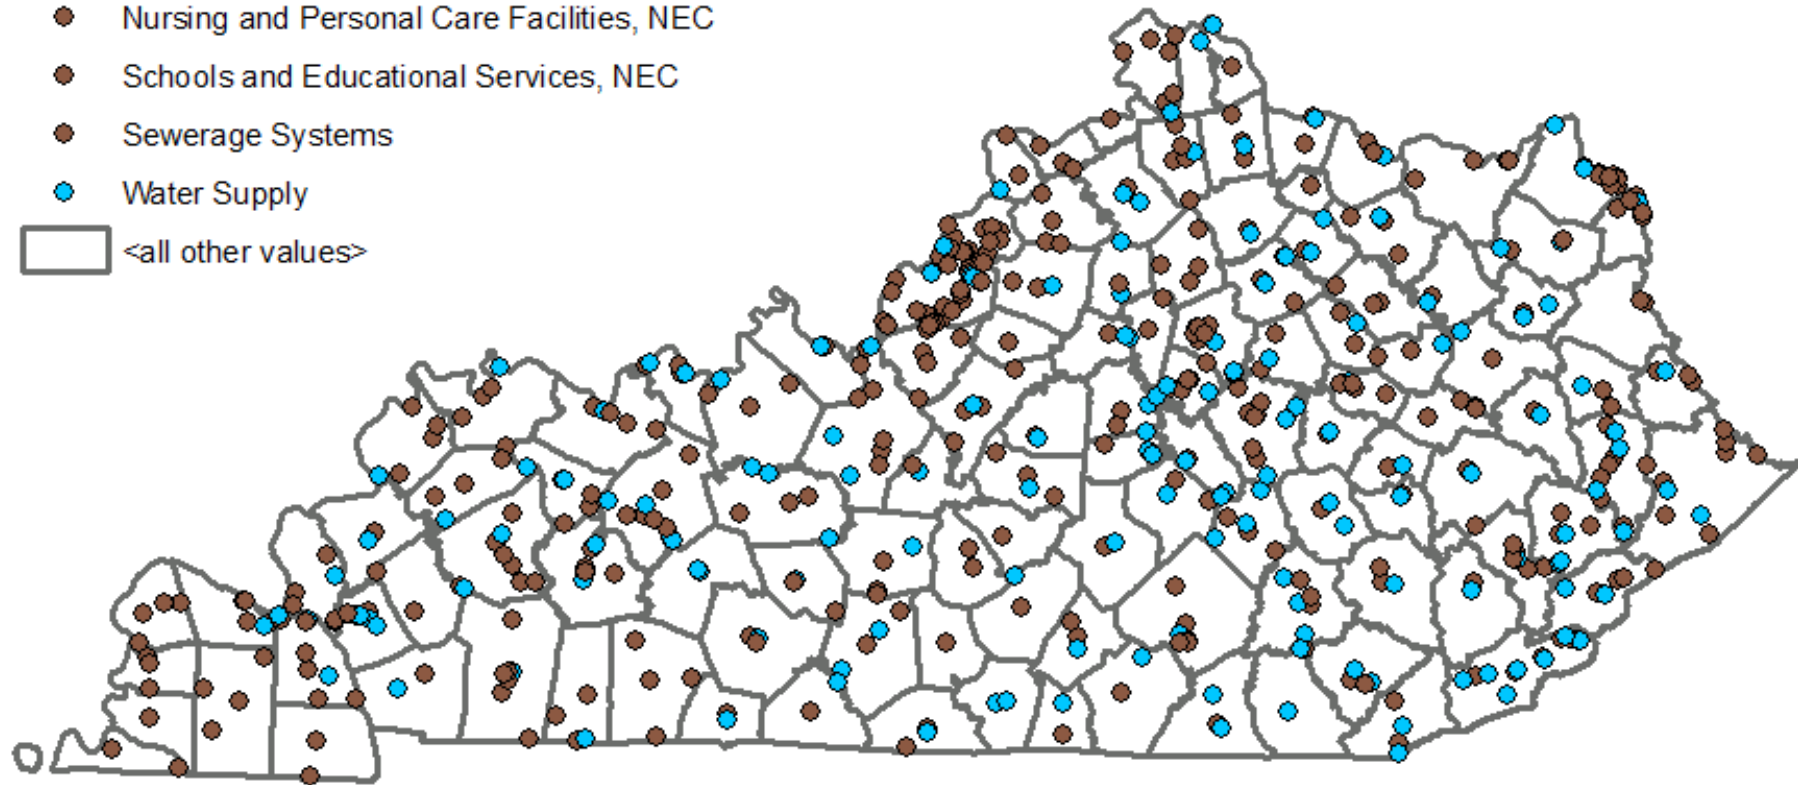 Nursing and Personal Care Facilities, NEC
Schools and Educational Services, NEC
Sewerage Systems
Water Supply
<all other values>